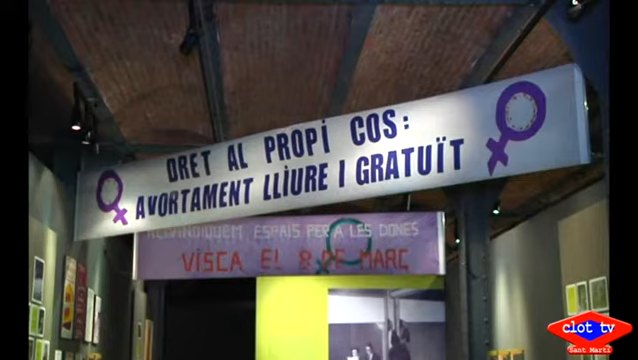 DRET AL PROPI COS:
AVORTAMENT LLIURE I GRATUÏT
REIVINDIQUEM ESPAIS PER A LES DONES
VISCA EL 8 DE MARÇ
clot tv
Sant Martí